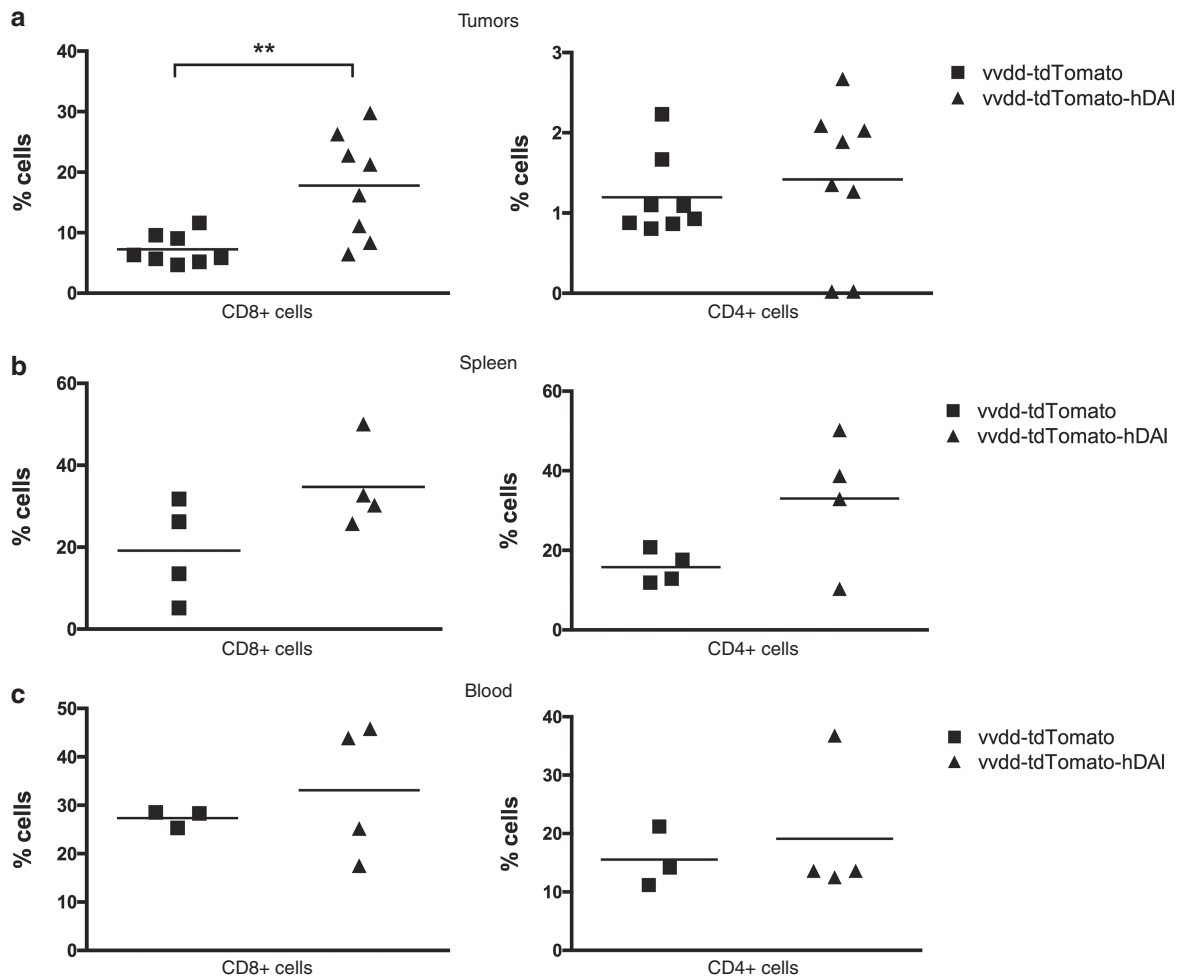 a
Tumors
**
% cells
40
30
20
10
0
CD8+ cells
% cells
3
2
1
0
CD4+ cells
vvdd-tdTomato
vvdd-tdTomato-hDAI
b
Spleen
% cells
60
40
20
0
CD8+ cells
% cells
60
40
20
0
CD4+ cells
vvdd-tdTomato
vvdd-tdTomato-hDAI
c
Blood
% cells
50
40
30
20
10
0
CD8+ cells
% cells
40
30
20
10
0
CD4+ cells
vvdd-tdTomato
vvdd-tdTomato-hDAI